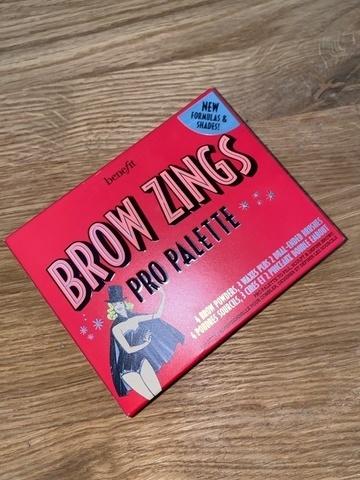 NEW
FORMULAS &
SHADES!
benefit
BROW ZINGS
PRO PALETTE
4 BROW POWDERS, 3 WAXES PLUS 2 DUAL-ENDED BRUSHES
4 POUDRES SOURCILS, 3 CIRES ET 2 PINCEAUX DOUBLE EMBOUT